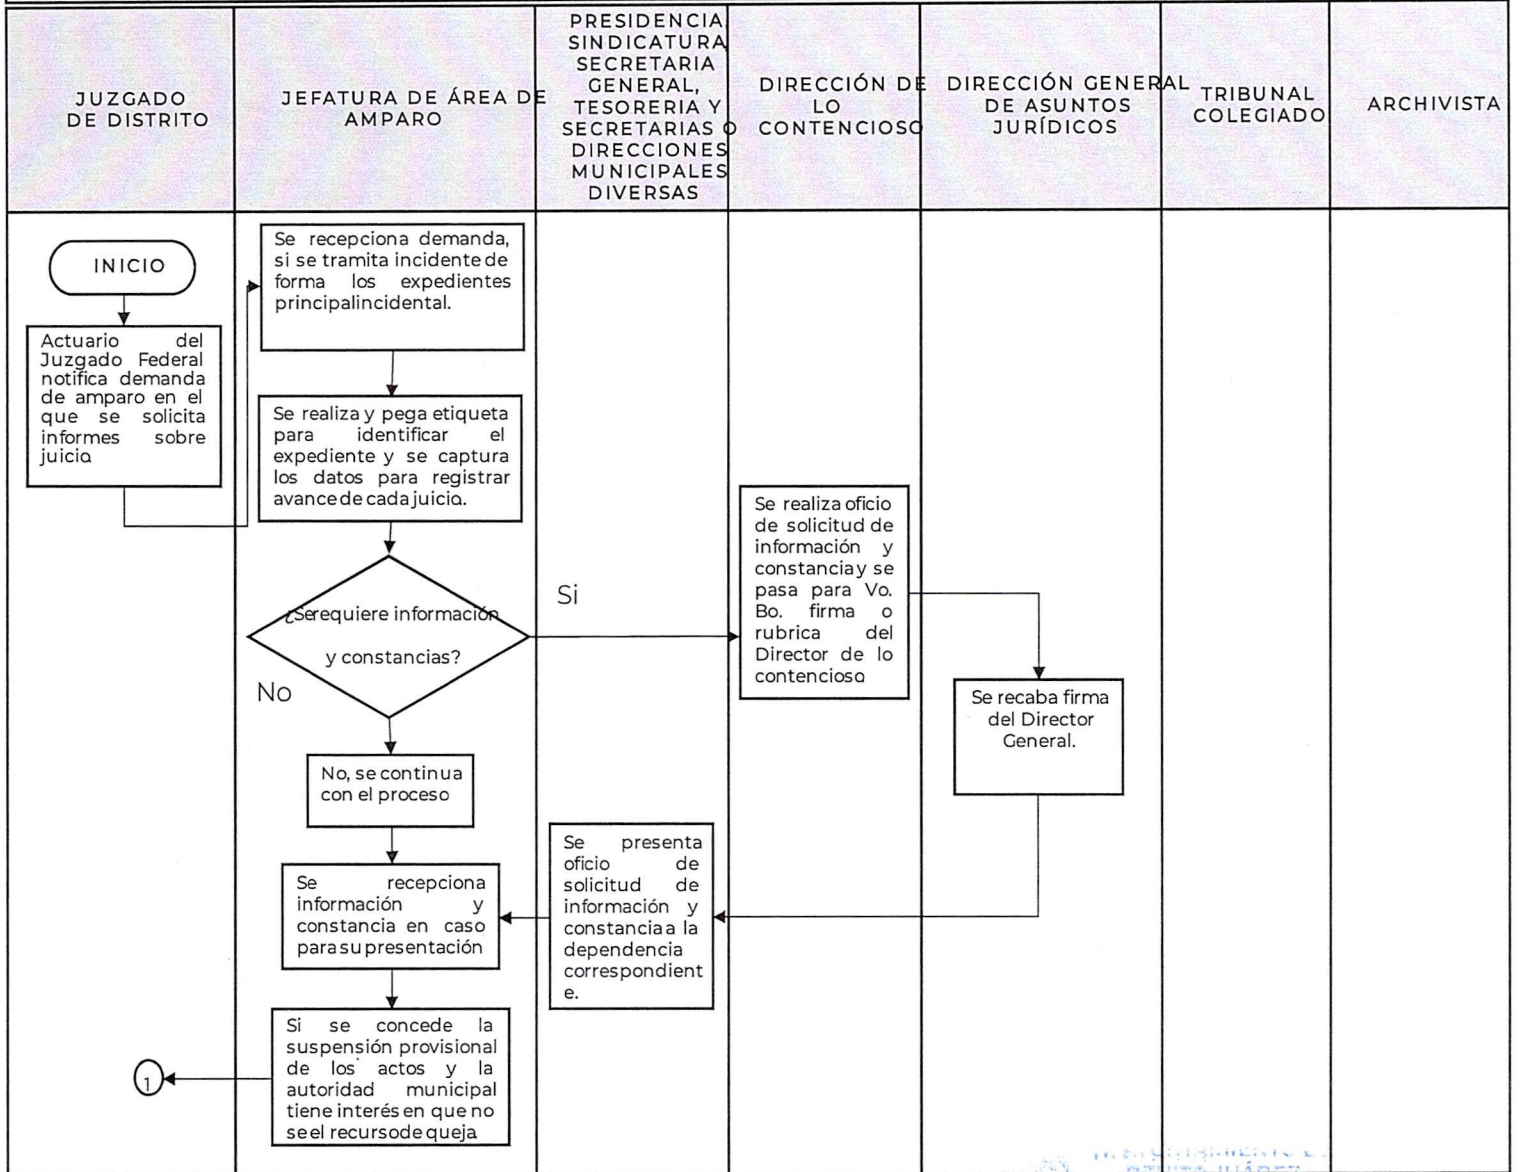 JUZGADO
DE DISTRITO
JEFATURA DE ÁREA DE
AMPARO
PRESIDENCIA
SINDICATURA
SECRETARIA
GENERAL,
TESORERIA Y
SECRETARIAS O
DIRECCIONES
MUNICIPALES
DIVERSAS
DIRECCIÓN DE
LO
CONTENCIOSO
DIRECCIÓN GENERAL
DE ASUNTOS
JURÍDICOS
TRIBUNAL
COLEGIADO
ARCHIVISTA
INICIO
Actuario del
Juzgado Federal
notifica demanda
de amparo en el
que se solicita
informes sobre
juicio.
Se recepciona demanda,
si se tramita incidente de
forma los expedientes
principalincidental.
Se realiza y pega etiqueta
para identificar el
expediente y se captura
los datos para registrar
avance de cada juicio.
¿Se requiere información
y constancias?
Si
No
Se realiza oficio
de solicitud de
información y
constancia y se
pasa para Vo.
Bo. firma o
rubrica del
Director de lo
contencioso
Se recaba firma
del Director
General.
No, se continua
con el proceso
Se presenta
oficio de
solicitud de
información y
constancia a la
dependencia
correspondient
e.
Se recepciona
información y
constancia en caso
para su presentación
Si se concede la
suspensión provisional
de los actos y la
autoridad municipal
tiene interés en que no
se el recurso de queja
1